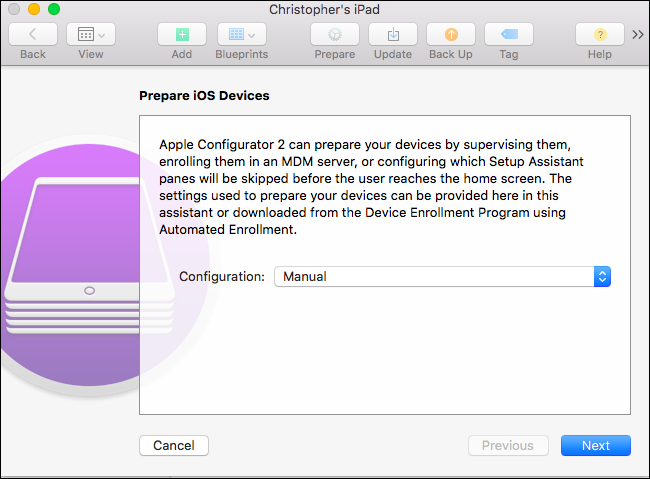 Christopher's iPad
Back View Add Blueprints Prepare Update Back Up Tag Help
Prepare iOS Devices
Apple Configurator 2 can prepare your devices by supervising them,
enrolling them in an MDM server, or configuring which Setup Assistant
panes will be skipped before the user reaches the home screen. The
settings used to prepare your devices can be provided here in this
assistant or downloaded from the Device Enrollment Program using
Automated Enrollment.
Configuration: Manual
Cancel Previous Next